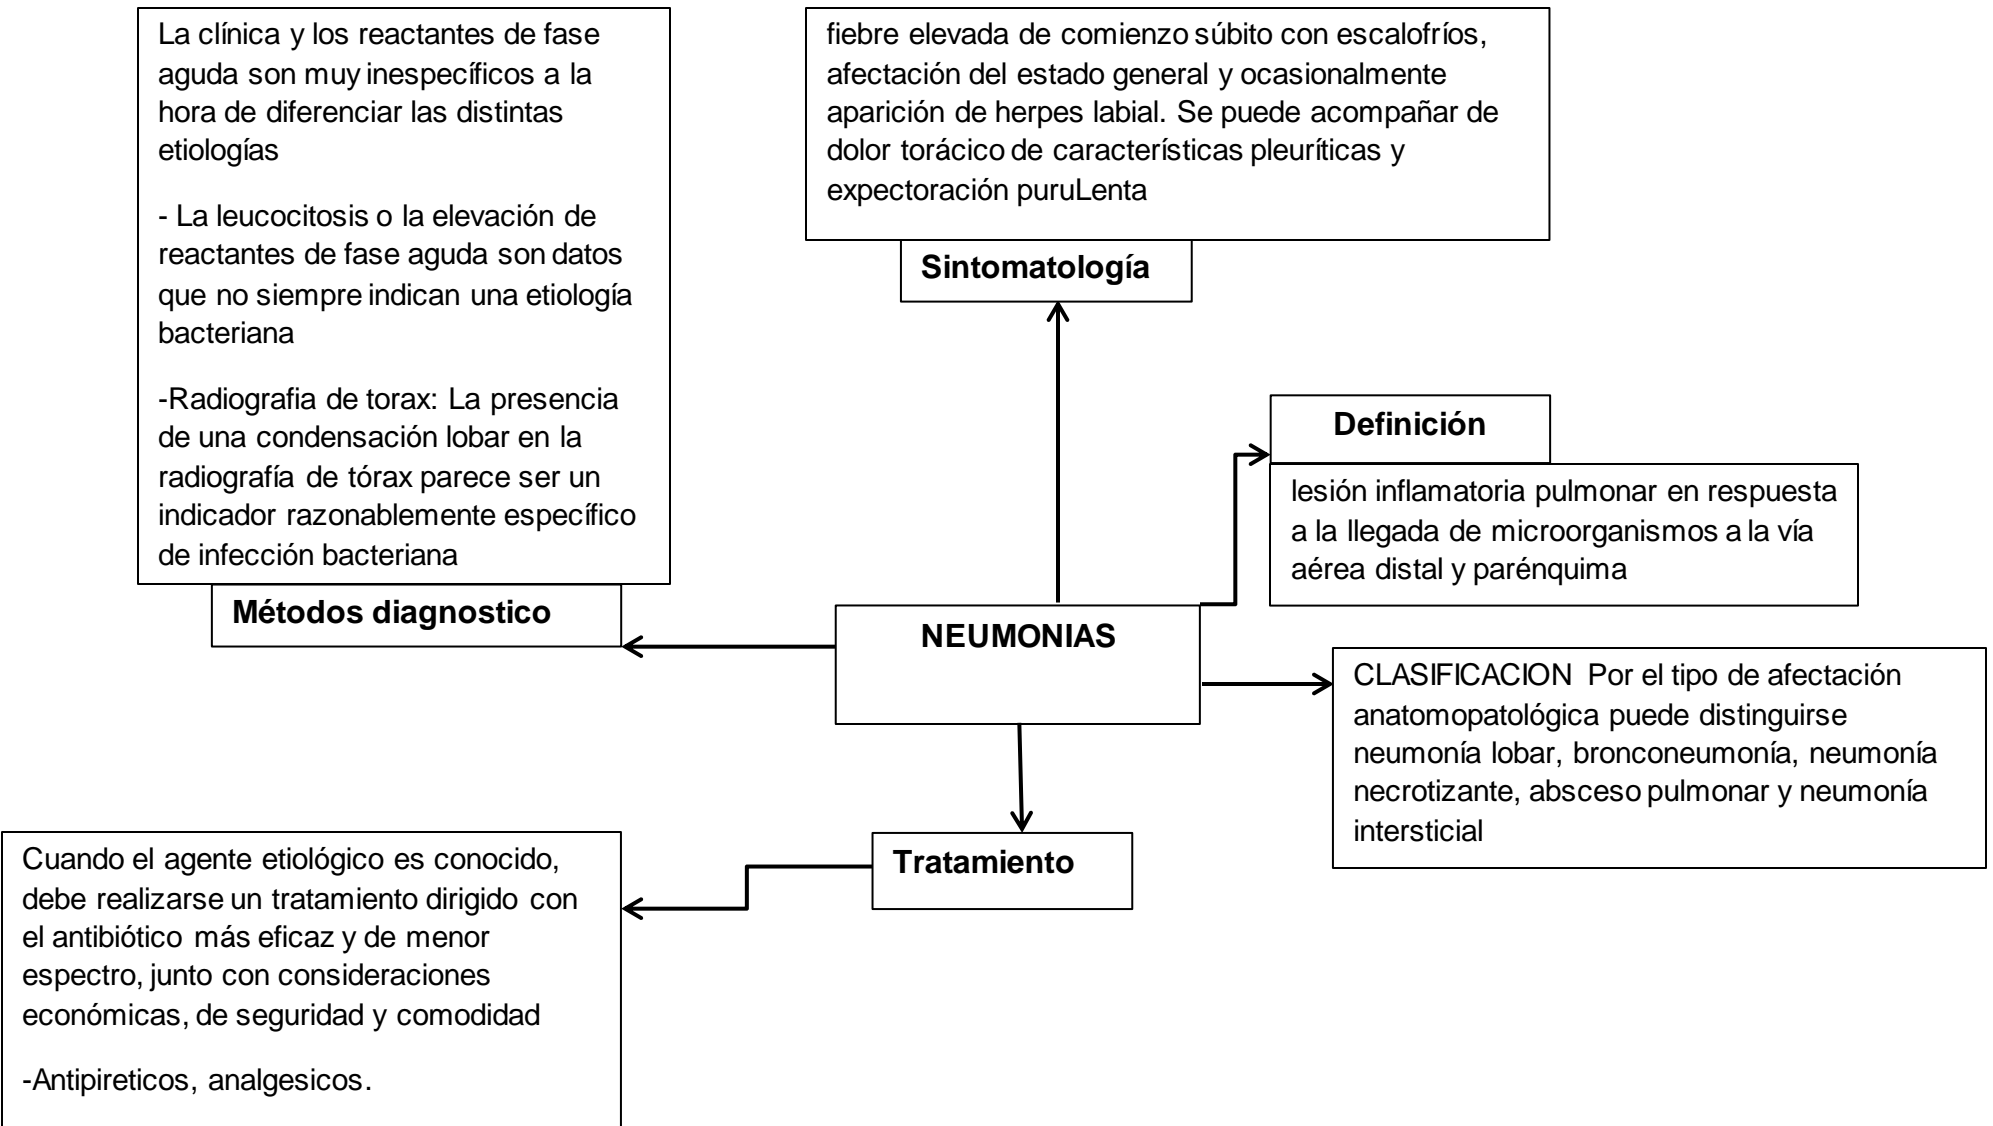 La clínica y los reactantes de fase
aguda son muy inespecíficos a la
hora de diferenciar las distintas
etiologías
- La leucocitosis o la elevación de
reactantes de fase aguda son datos
que no siempre indican una etiología
bacteriana
-Radiografia de torax: La presencia
de una condensación lobar en la
radiografía de tórax parece ser un
indicador razonablemente específico
de infección bacteriana
Métodos diagnostico
fiebre elevada de comienzo súbito con escalofríos,
afectación del estado general y ocasionalmente
aparición de herpes labial. Se puede acompañar de
dolor torácico de características pleuríticas y
expectoración puruLenta
Sintomatología
Definición
lesión inflamatoria pulmonar en respuesta
a la llegada de microorganismos a la vía
aérea distal y parénquima
NEUMONIAS
CLASIFICACION Por el tipo de afectación
anatomopatológica puede distinguirse
neumonía lobar, bronconeumonía, neumonía
necrotizante, absceso pulmonar y neumonía
intersticial
Tratamiento
Cuando el agente etiológico es conocido,
debe realizarse un tratamiento dirigido con
el antibiótico más eficaz y de menor
espectro, junto con consideraciones
económicas, de seguridad y comodidad
-Antipireticos, analgesicos.